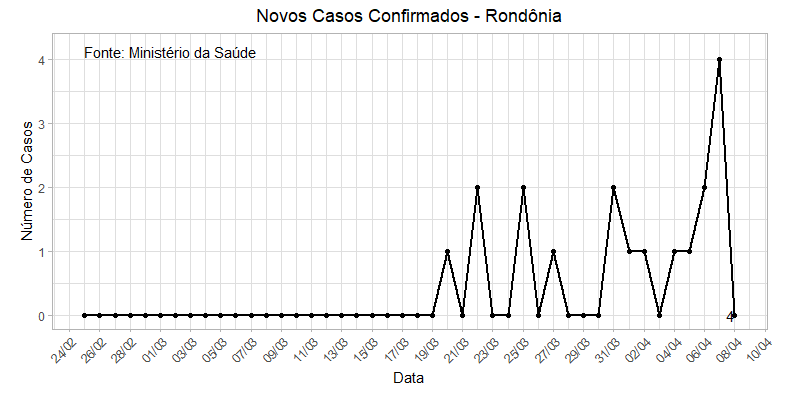 Novos Casos Confirmados - Rondônia
Fonte: Ministério da Saúde
Número de Casos
4
3
2
1
0
4
24/02 26/02 28/02 01/03 03/03 05/03 07/03 09/03 11/03 13/03 15/03 17/03 19/03 21/03 23/03 25/03 27/03 29/03 31/03 02/04 04/04 06/04 08/04 10/04
Data